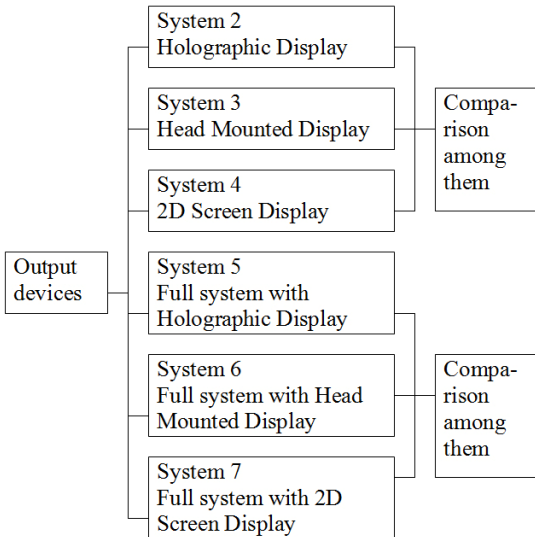 System 2
Holographic Display
System 3
Head Mounted Display
System 4
2D Screen Display
Output
devices
System 5
Full system with
Holographic Display
System 6
Full system with Head
Mounted Display
System 7
Full system with 2D
Screen Display
Compa-
rison
among
them
Compa-
rison
among
them